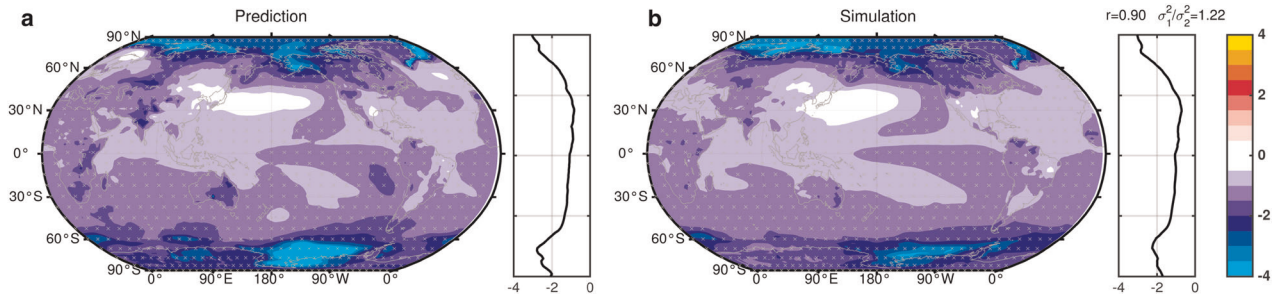 a Prediction
90°N
60°N
30°N
0°
30°S
60°S
90°S
0° 90°E 180° 90°W 0°
-4 -2 0
b Simulation r=0.90 σ₁²/σ₂²=1.22
90°N
60°N
30°N
0°
30°S
60°S
90°S
0° 90°E 180° 90°W 0°
-4 -2 0
4
2
0
-2
-4